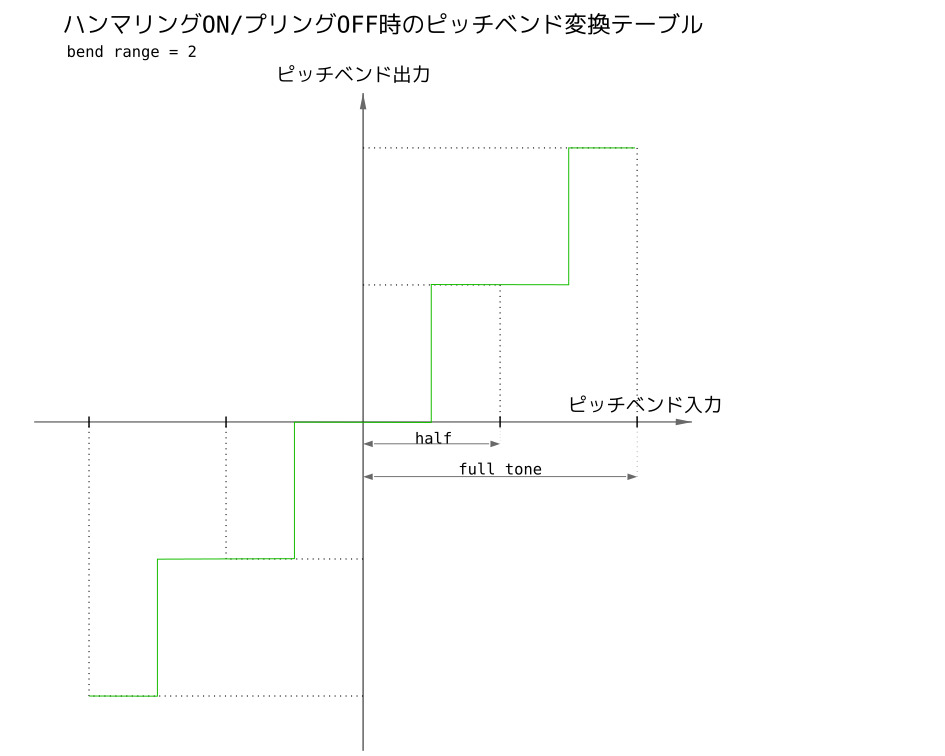 ハンマリングON/プリングOFF時のピッチベンド変換テーブル
bend range = 2
ピッチベンド出力
ピッチベンド入力
half
full tone